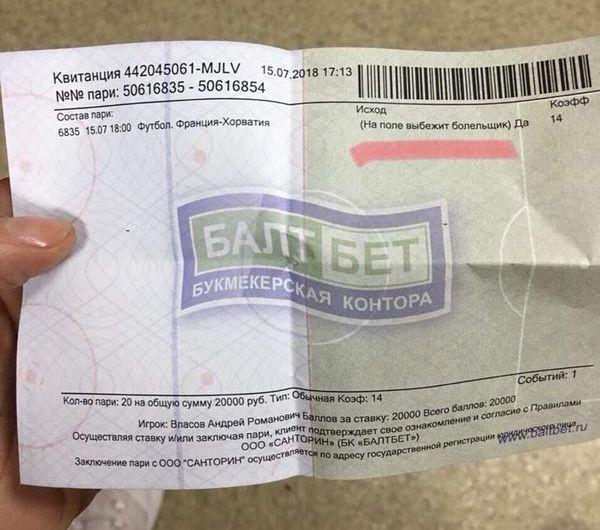 Квитанция 442045061-MJLV 15.07.2018 17:13
№№ пари: 50616835 - 50616854
Состав пари: Исход Коэфф
6835 15.07 18:00 Футбол. Франция-Хорватия (На поле выбежит болельщик) Да 14
БАЛТБЕТ
БУКМЕКЕРСКАЯ КОНТОРА
Событий: 1
Кол-во пари: 20 на общую сумму 20000 руб. Тип: Обычная Коэф: 14
Игрок: Власов Андрей Романович Баллов за ставку: 20000 Всего баллов: 20000
Осуществляя ставку и/или заключая пари, клиент подтверждает свое ознакомление и согласие с Правилами
ООО «САНТОРИН» (БК «БАЛТБЕТ»)
www.baltbet.ru
Заключение пари с ООО "САНТОРИН" осуществляется по адресу государственной регистрации юридического лица